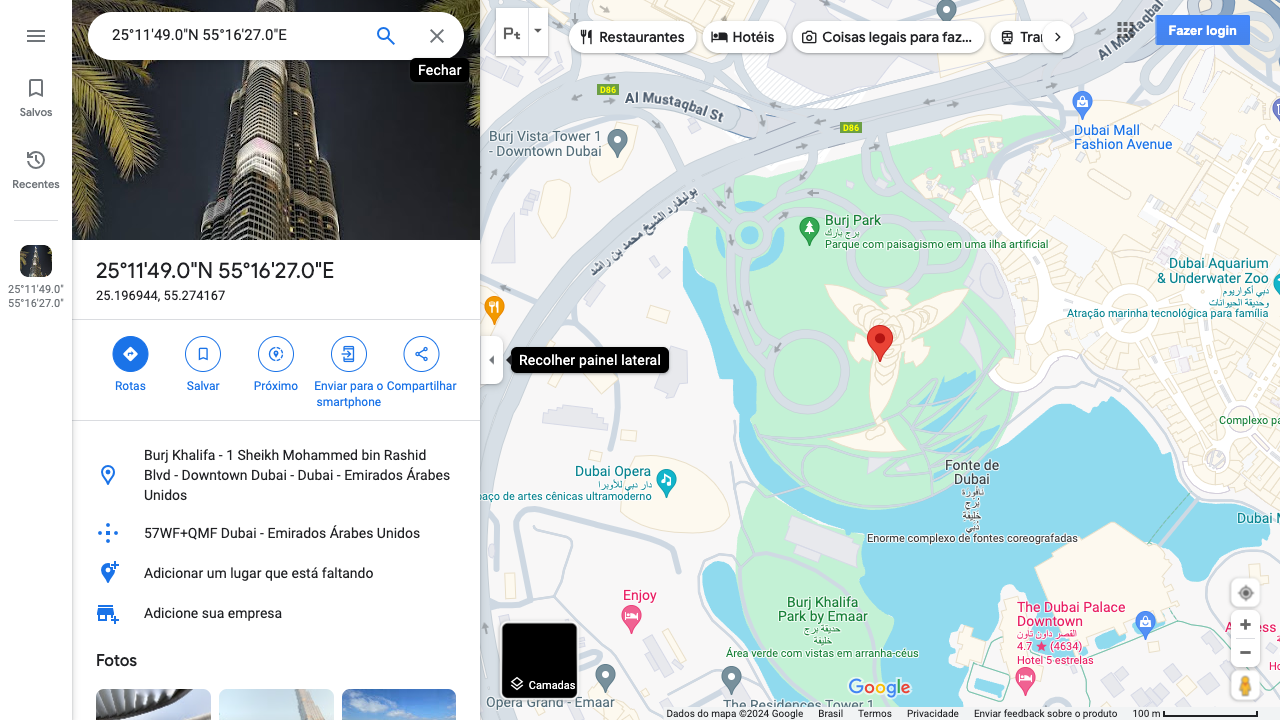 25°11'49.0"N 55°16'27.0"E
Fechar
Salvos
Recentes
25°11'49.0"
55°16'27.0"
25°11'49.0"N 55°16'27.0"E
25.196944, 55.274167
Rotas
Salvar
Próximo
Enviar para o
smartphone
Compartilhar
Burj Khalifa - 1 Sheikh Mohammed bin Rashid
Blvd - Downtown Dubai - Dubai - Emirados Árabes
Unidos
57WF+QMF Dubai - Emirados Árabes Unidos
Adicionar um lugar que está faltando
Adicione sua empresa
Fotos
Restaurantes
Hotéis
Coisas legais para faz...
Fazer login
D86
Al Mustaqbal St
D86
Al Mustaqbal
Burj Vista Tower 1
- Downtown Dubai
Dubai Mall
Fashion Avenue
بوليفارد الشيخ محمد بن راشد
Burj Park
برج بارك
Parque com paisagismo em uma ilha artificial
Dubai Aquarium
& Underwater Zoo
دبي أكواريوم
وحديقة الحيوانات
Atração marinha tecnológica para família
Recolher painel lateral
Complexo pa
Dubai Opera
دار دبي للأوبرا
paço de artes cênicas ultramoderno
Fonte de
Dubai
نافورة
برج
خليفة
Enorme complexo de fontes coreografadas
Enjoy
Burj Khalifa
Park by Emaar
حديقة برج
خليفة
Área verde com vistas em arranha-céus
The Dubai Palace
Downtown
القصر داون تاون
4.7 ★ (4634)
Hotel 5 estrelas
Camadas
Opera Grand - Emaar
The Residences Tower 1
Google
Dados do mapa ©2024 Google
Brasil
Termos
Privacidade
Enviar feedback sobre o produto
100 m